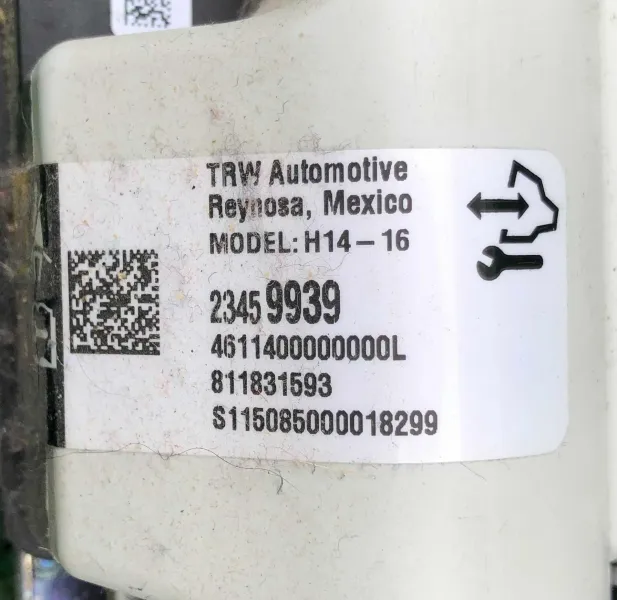 TRW Automotive
Reynosa, Mexico
MODEL: H14-16
23459939
4611400000000L
811831593
S115085000018299